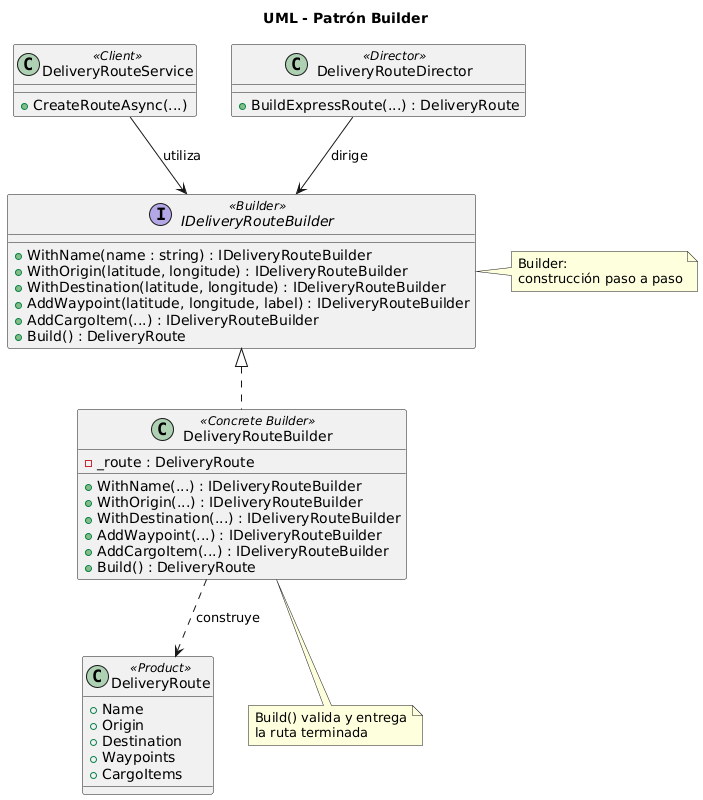 UML - Patrón Builder
C «Client» DeliveryRouteService
+CreateRouteAsync(...)
C «Director» DeliveryRouteDirector
BuildExpressRoute(...) : DeliveryRoute
utiliza
dirige
I «Builder» IDeliveryRouteBuilder
WithName(name : string) : IDeliveryRouteBuilder
WithOrigin(latitude, longitude) : IDeliveryRouteBuilder
WithDestination(latitude, longitude) : IDeliveryRouteBuilder
AddWaypoint(latitude, longitude, label) : IDeliveryRouteBuilder
AddCargoItem(...) : IDeliveryRouteBuilder
Build() : DeliveryRoute
Builder:
construcción paso a paso
C «Concrete Builder» DeliveryRouteBuilder
_route : DeliveryRoute
WithName(...) : IDeliveryRouteBuilder
WithOrigin(...) : IDeliveryRouteBuilder
WithDestination(...) : IDeliveryRouteBuilder
AddWaypoint(...) : IDeliveryRouteBuilder
AddCargoItem(...) : IDeliveryRouteBuilder
Build() : DeliveryRoute
construye
C «Product» DeliveryRoute
Name
Origin
Destination
Waypoints
CargoItems
Build() valida y entrega
la ruta terminada